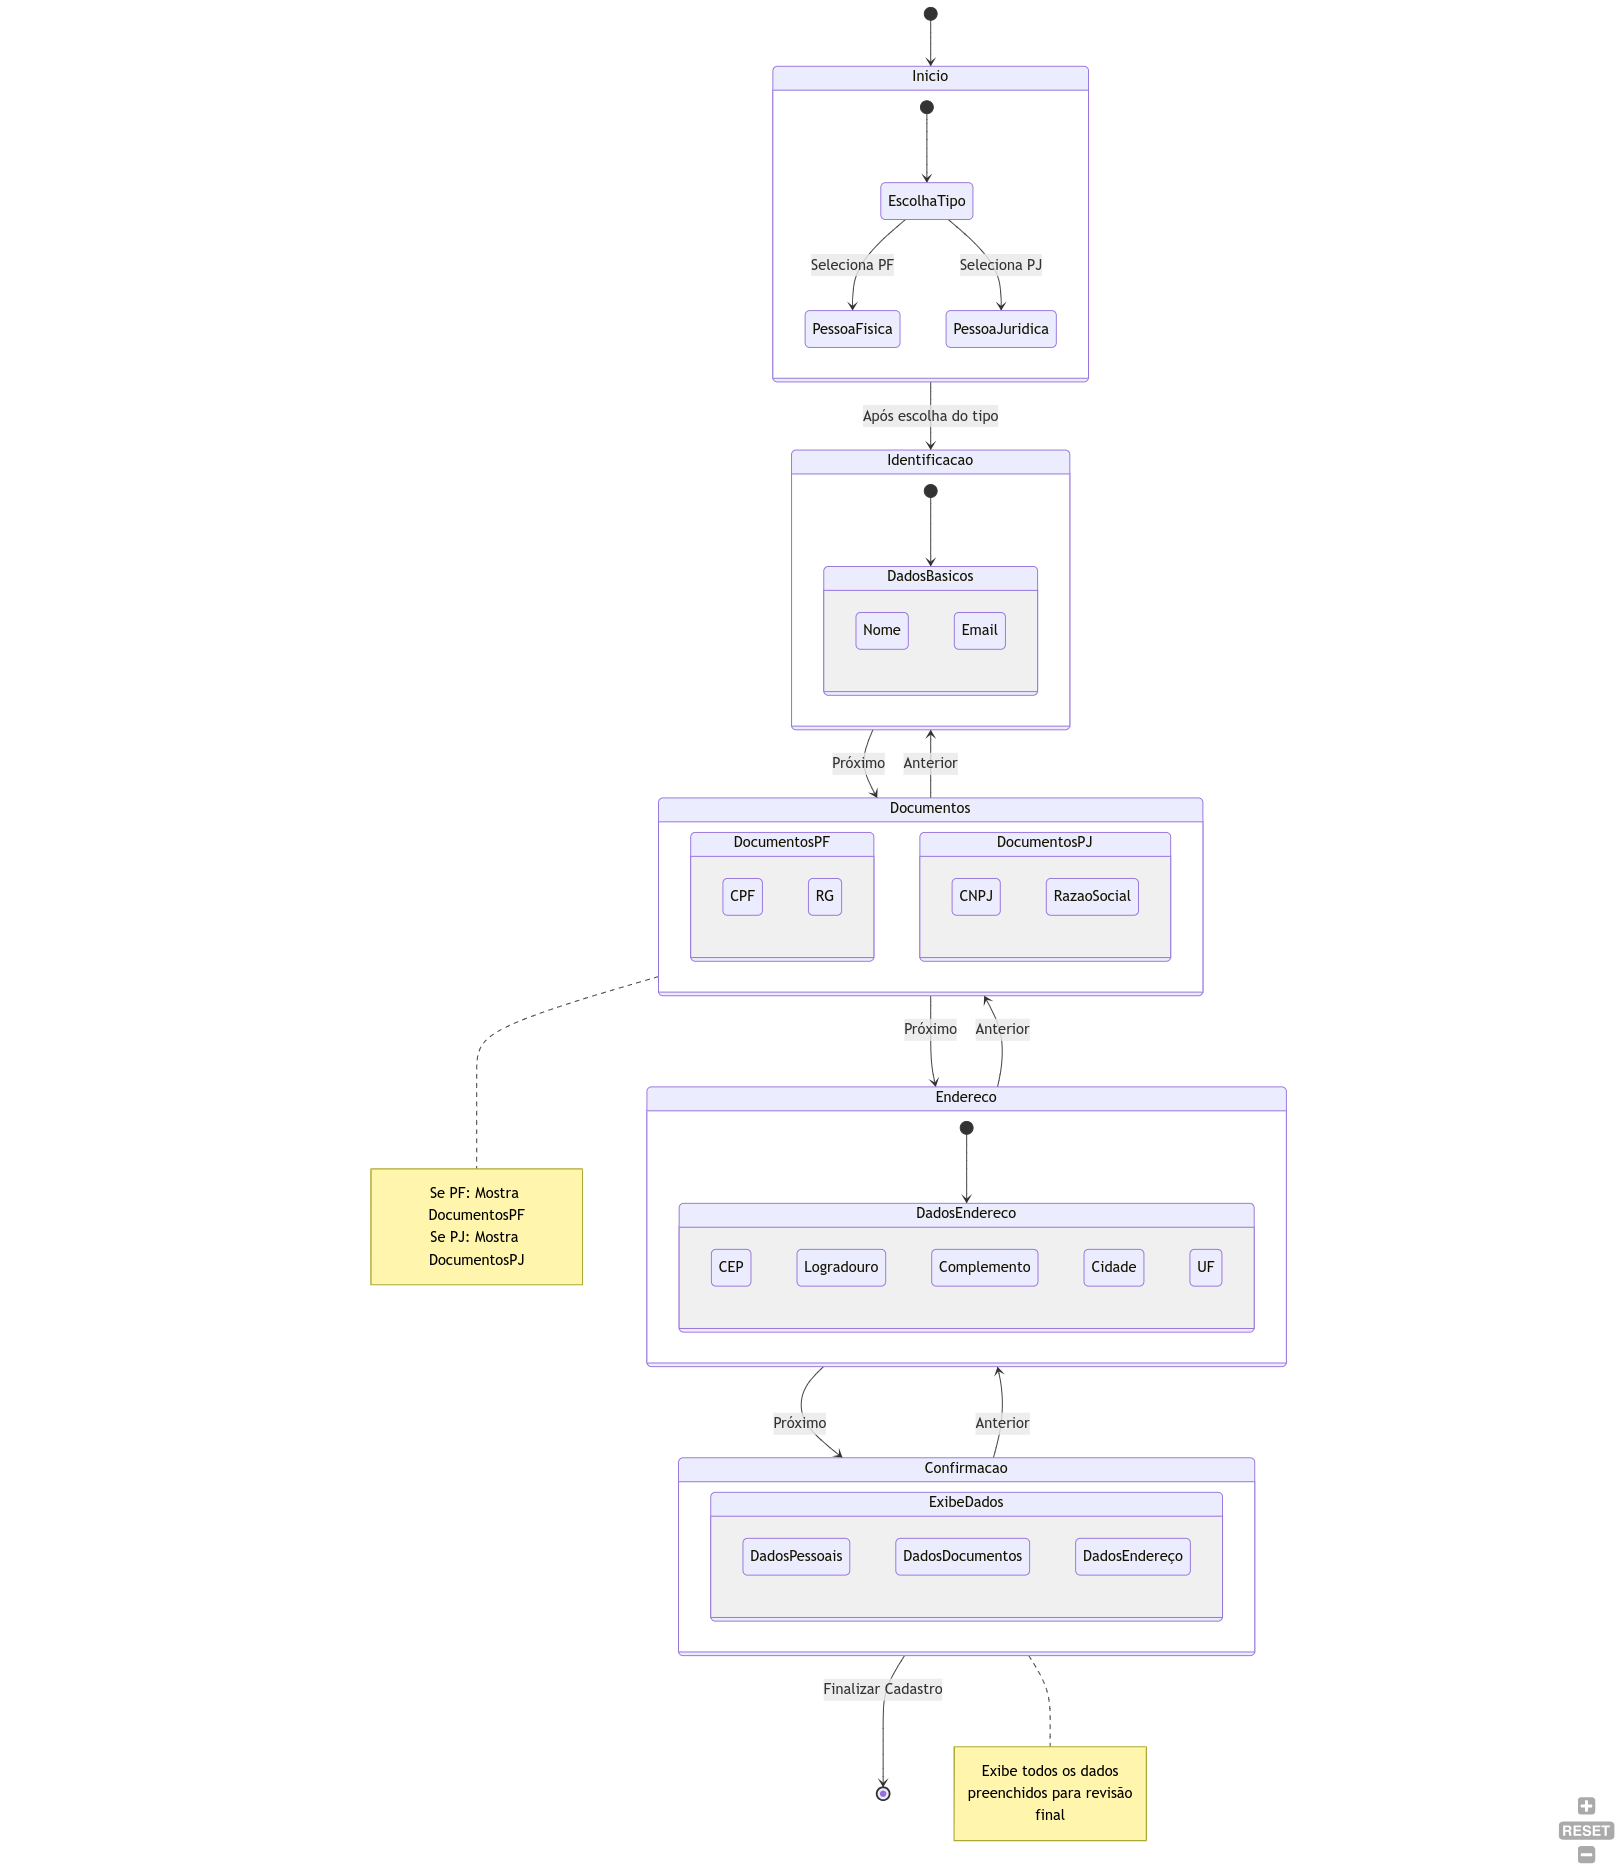 Inicio
EscolhaTipo
Seleciona PF
Seleciona PJ
PessoaFisica
PessoaJuridica
Após escolha do tipo
Identificacao
DadosBasicos
Nome
Email
Próximo
Anterior
Documentos
DocumentosPF
DocumentosPJ
CPF
RG
CNPJ
RazaoSocial
Próximo
Anterior
Se PF: Mostra
DocumentosPF
Se PJ: Mostra
DocumentosPJ
Endereco
DadosEndereco
CEP
Logradouro
Complemento
Cidade
UF
Próximo
Anterior
Confirmacao
ExibeDados
DadosPessoais
DadosDocumentos
DadosEndereço
Finalizar Cadastro
Exibe todos os dados
preenchidos para revisão
final
RESET